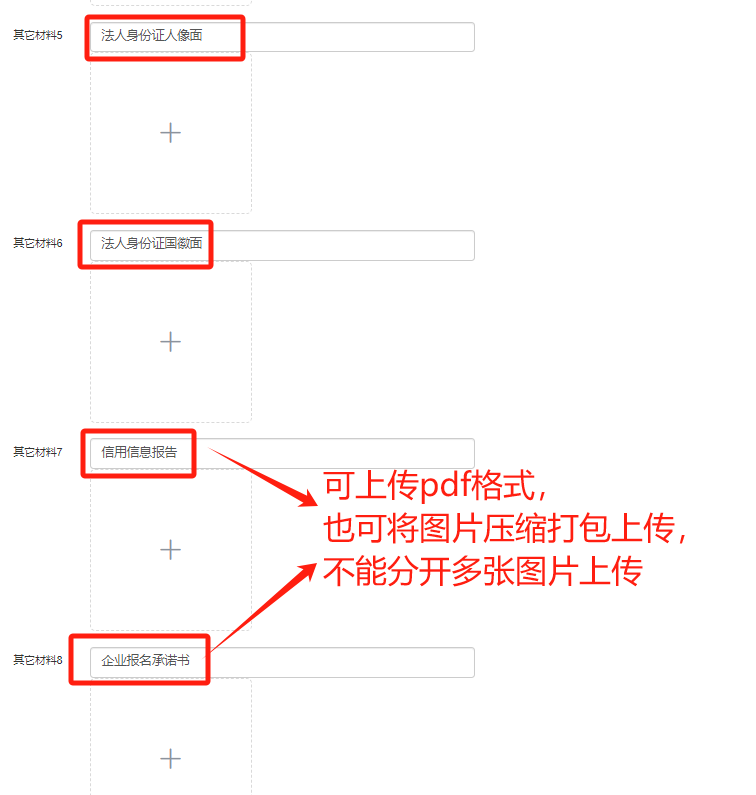 其它材料5 法人身份证人像面
其它材料6 法人身份证国徽面
其它材料7 信用信息报告
可上传pdf格式，
也可将图片压缩打包上传，
不能分开多张图片上传
其它材料8 企业报名承诺书